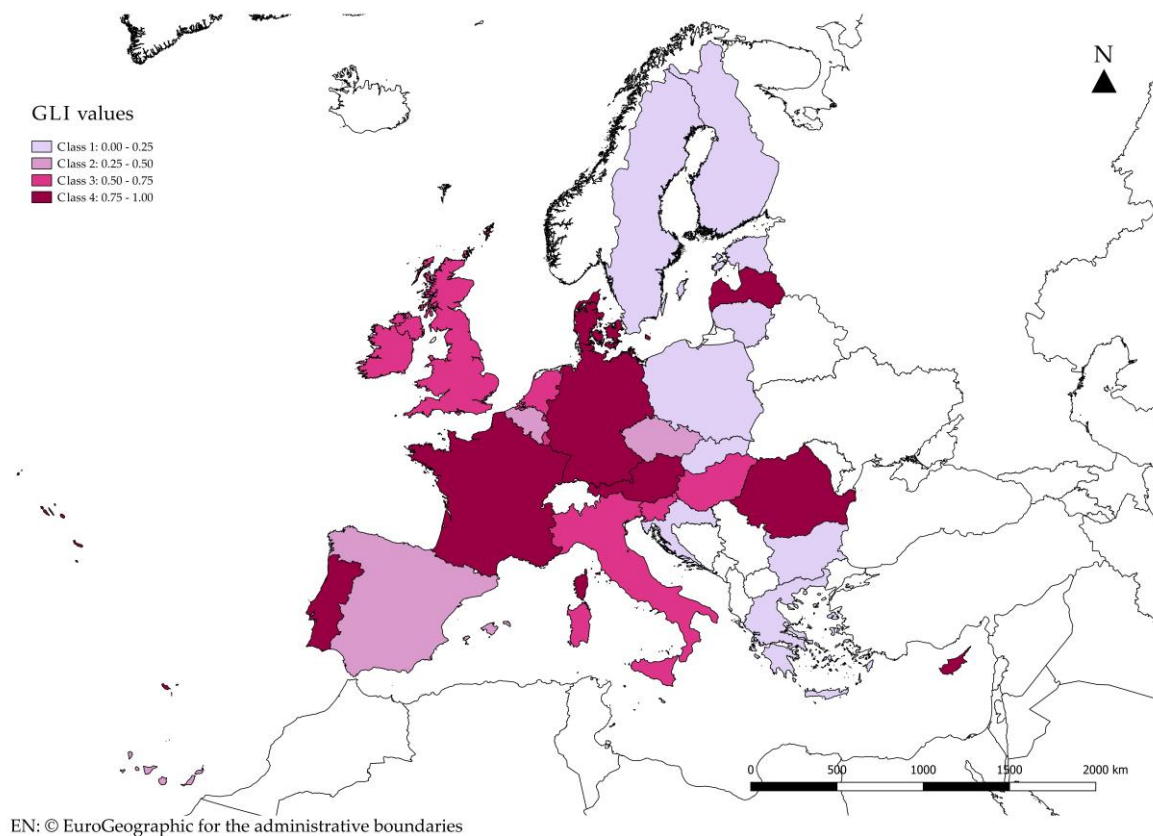 N
GLI values
Class 1: 0.00 - 0.25
Class 2: 0.25 - 0.50
Class 3: 0.50 - 0.75
Class 4: 0.75 - 1.00
0 500 1000 1500 2000 km
EN: © EuroGeographic for the administrative boundaries